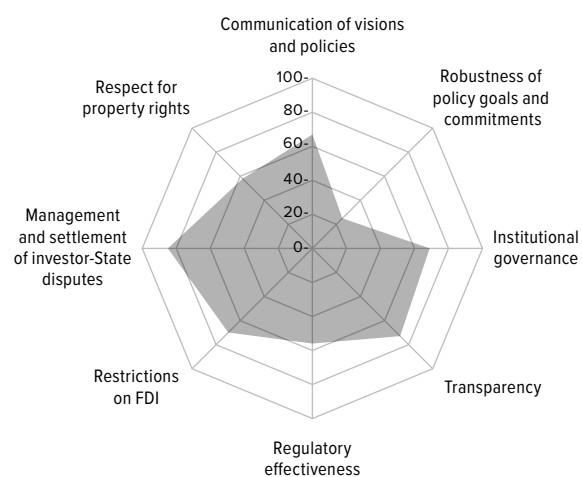 Communication of visions
and policies
Robustness of
policy goals and
commitments
Institutional
governance
Transparency
Regulatory
effectiveness
Restrictions
on FDI
Management
and settlement
of investor-State
disputes
Respect for
property rights
100-
80-
60-
40-
20-
0-